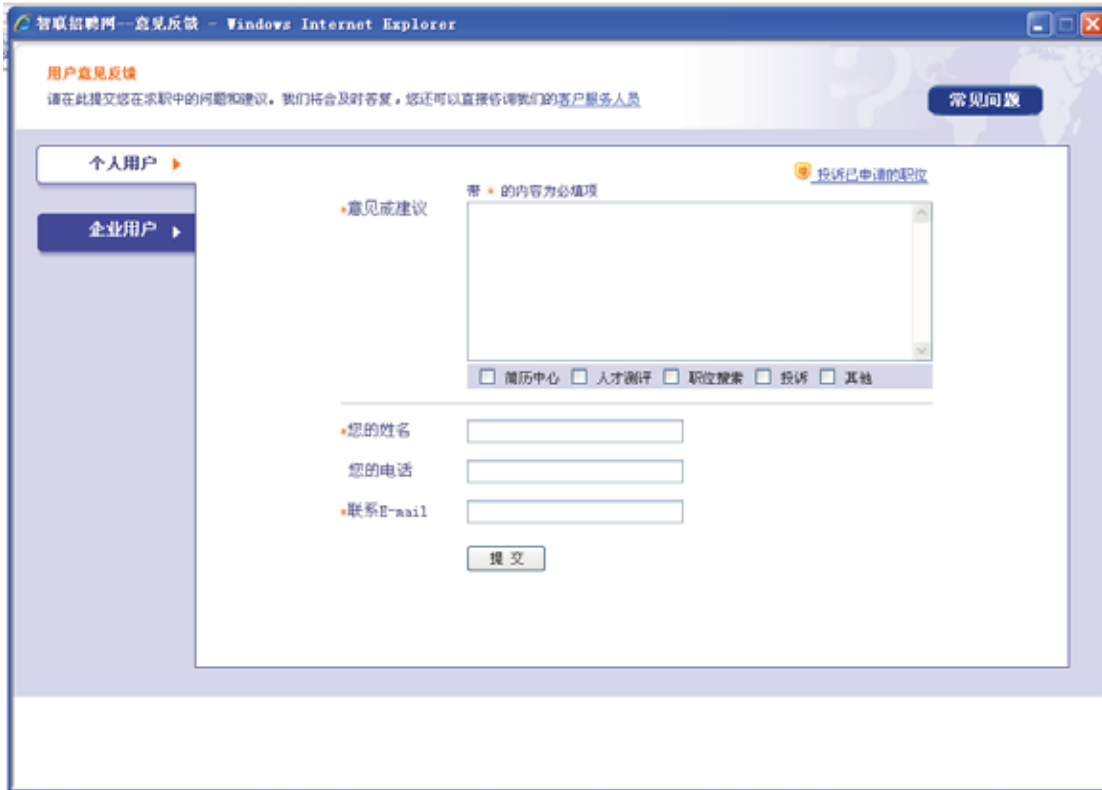 智联招聘网--意见反馈 - Windows Internet Explorer
用户意见反馈
请在此提交您在求职中的问题和建议。我们将会及时答复，您还可以直接咨询我们的客户服务人员
常见问题
个人用户
企业用户
投诉已申请的职位
带 * 的内容为必填项
*意见或建议
简历中心 人才测评 职位搜索 投诉 其他
*您的姓名
您的电话
*联系E-mail
提 交